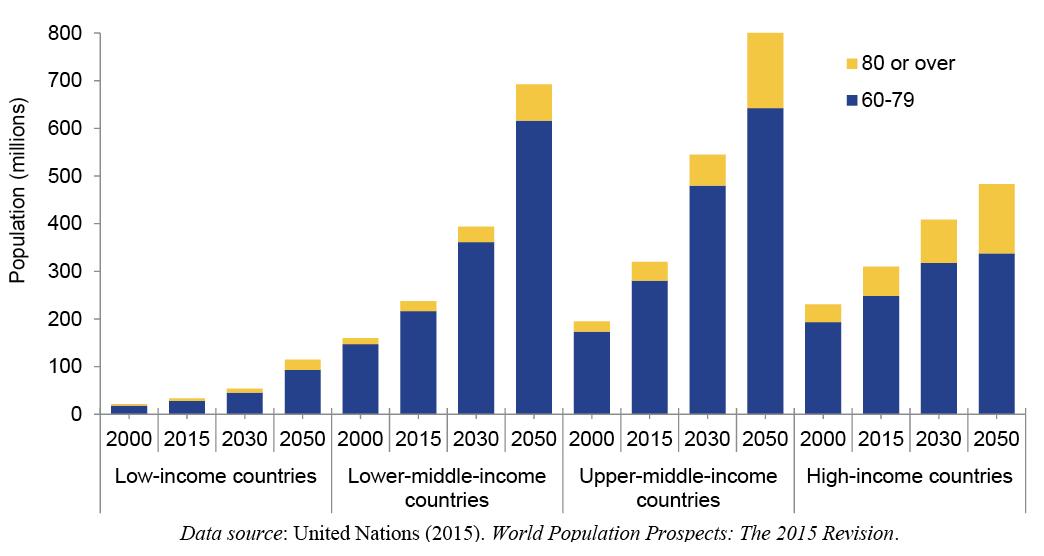 800
700
600
500
400
300
200
100
0
Population (millions)
80 or over
60-79
2000 2015 2030 2050 2000 2015 2030 2050 2000 2015 2030 2050 2000 2015 2030 2050
Low-income countries Lower-middle-income Upper-middle-income High-income countries
countries countries
Data source: United Nations (2015). World Population Prospects: The 2015 Revision.